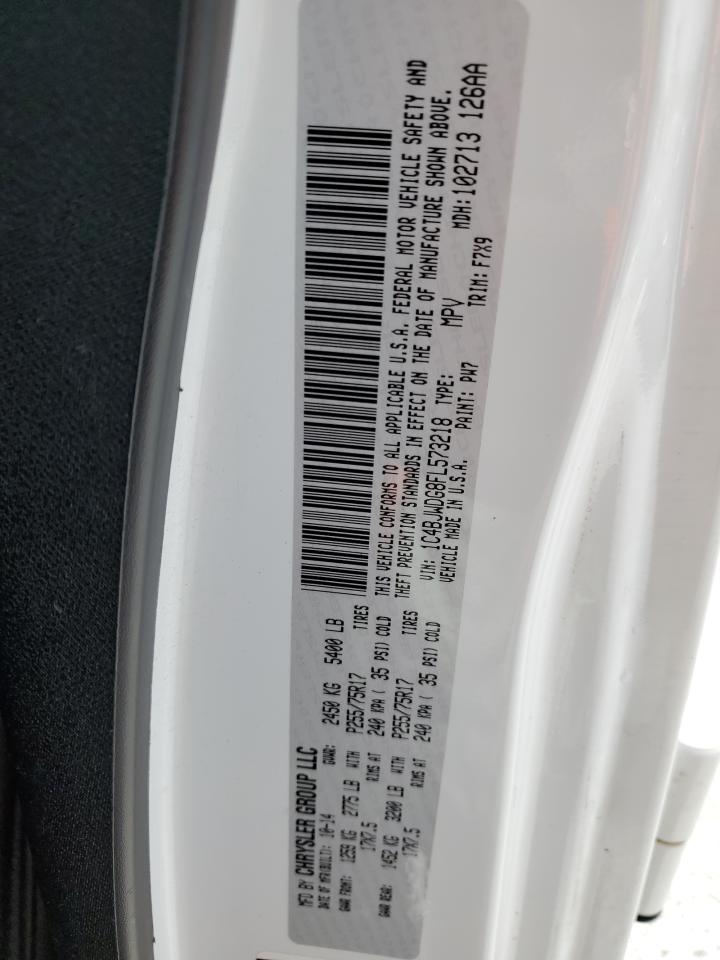 MFD BY CHRYSLER GROUP LLC
DATE OF MFR(BUILT): 10-14 GVWR: 2450 KG 5400 LB
GAWR FRONT: 1259 KG 2775 LB WITH P255/75R17 TIRES
17X7.5 RIMS AT 240 KPA ( 35 PSI) COLD
GAWR REAR: 1452 KG 3200 LB WITH P255/75R17 TIRES
17X7.5 RIMS AT 240 KPA ( 35 PSI) COLD
THIS VEHICLE CONFORMS TO ALL APPLICABLE U.S.A. FEDERAL MOTOR VEHICLE SAFETY AND
THEFT PREVENTION STANDARDS IN EFFECT ON THE DATE OF MANUFACTURE SHOWN ABOVE.
VIN: 1C4BJWDG8FL573218 TYPE: MPV MDH:102713 126AA
VEHICLE MADE IN U.S.A. PAINT: PW7 TRIM: F7X9